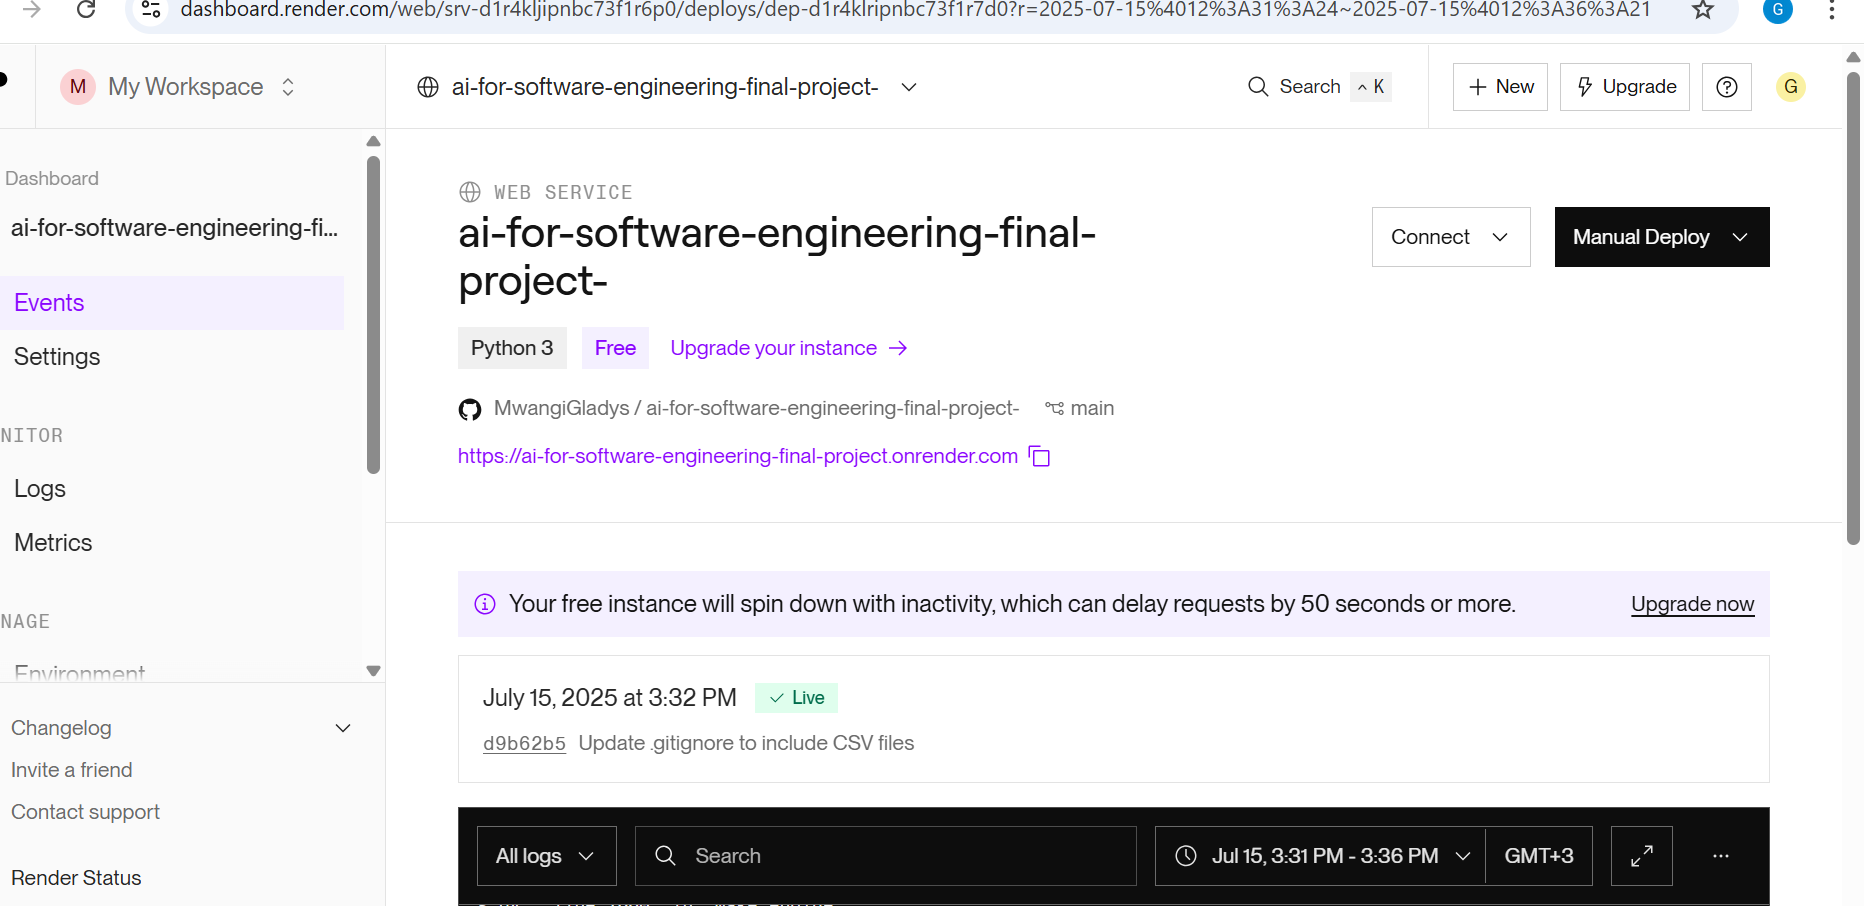 dashboard.render.com/web/srv-d1r4kljipnbc73f1r6p0/deploys/dep-d1r4klripnbc73f1r7d0?r=2025-07-15%4012%3A31%3A24~2025-07-15%4012%3A36%3A21
G
M My Workspace
ai-for-software-engineering-final-project-
Search ^ K
+ New
Upgrade
G
Dashboard
ai-for-software-engineering-fi...
Events
Settings
NITOR
Logs
Metrics
NAGE
Environment
Changelog
Invite a friend
Contact support
Render Status
WEB SERVICE
ai-for-software-engineering-final-
project-
Connect
Manual Deploy
Python 3
Free
Upgrade your instance →
MwangiGladys / ai-for-software-engineering-final-project-
main
https://ai-for-software-engineering-final-project.onrender.com
Your free instance will spin down with inactivity, which can delay requests by 50 seconds or more.
Upgrade now
July 15, 2025 at 3:32 PM
Live
d9b62b5 Update .gitignore to include CSV files
All logs
Search
Jul 15, 3:31 PM - 3:36 PM
GMT+3
...